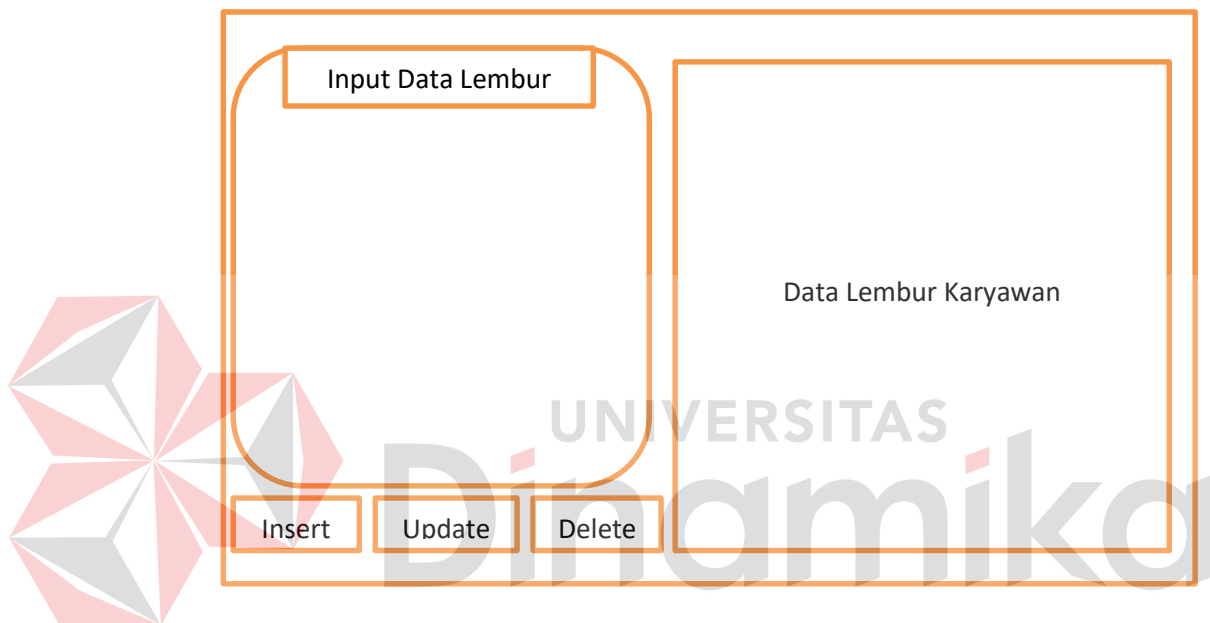 Input Data Lembur
Data Lembur Karyawan
UNIVERSITAS
Dinamika
Insert
Update
Delete